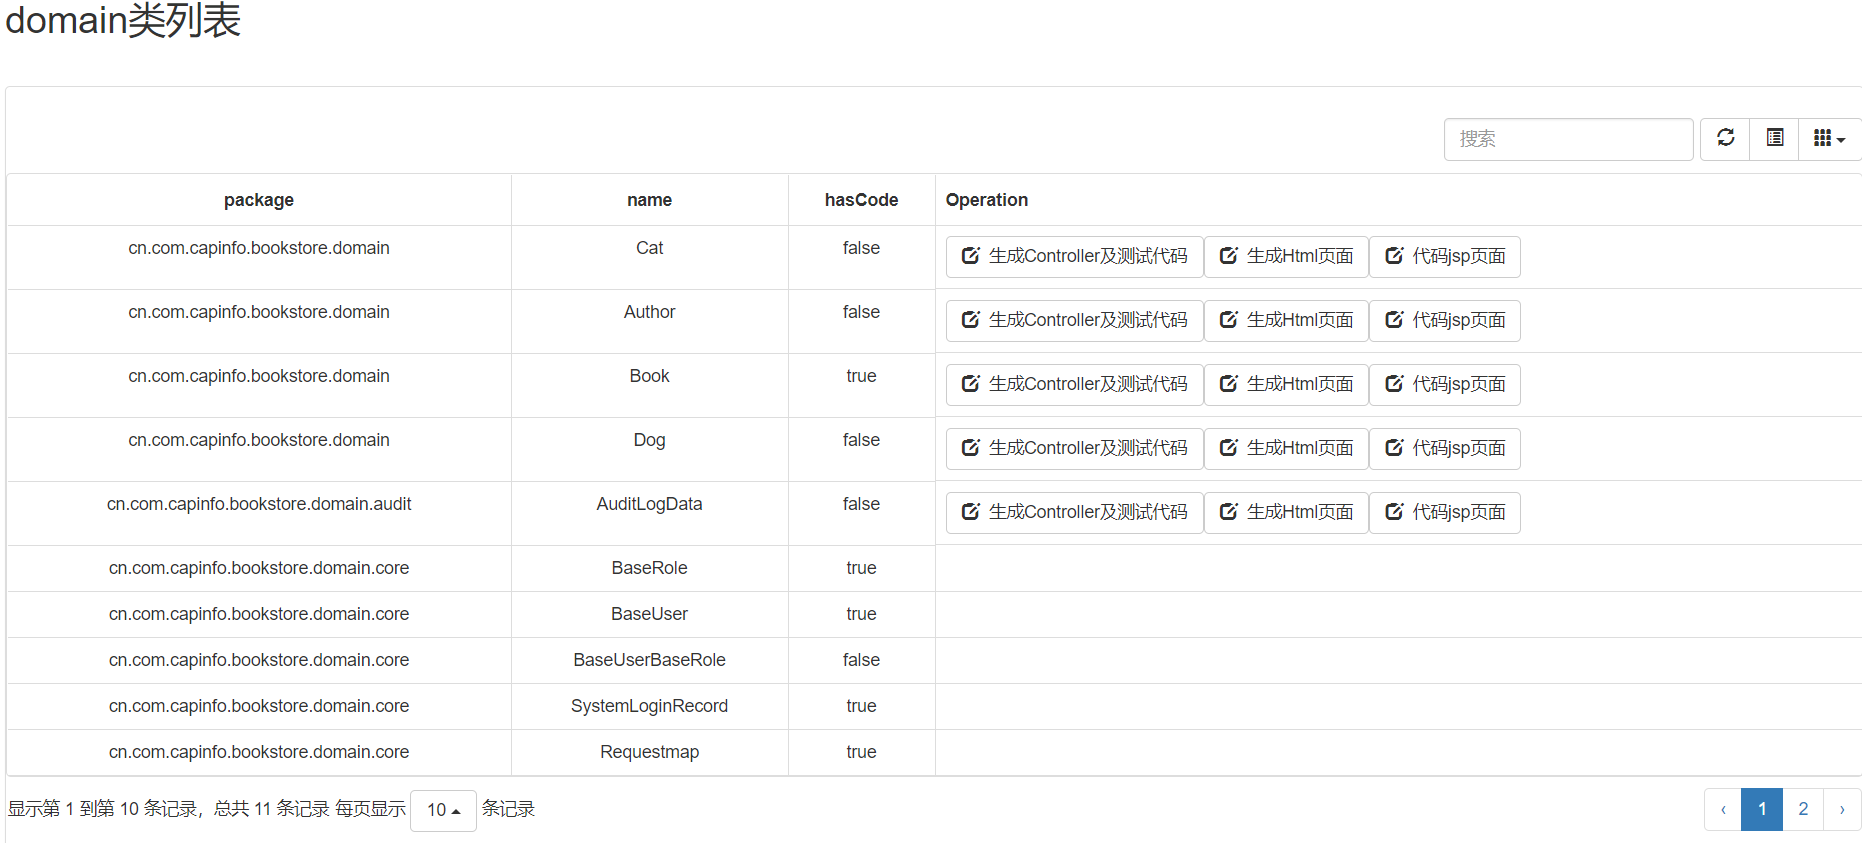 domain类列表
搜索
package name hasCode Operation
cn.com.capinfo.bookstore.domain Cat false 生成Controller及测试代码 生成Html页面 代码jsp页面
cn.com.capinfo.bookstore.domain Author false 生成Controller及测试代码 生成Html页面 代码jsp页面
cn.com.capinfo.bookstore.domain Book true 生成Controller及测试代码 生成Html页面 代码jsp页面
cn.com.capinfo.bookstore.domain Dog false 生成Controller及测试代码 生成Html页面 代码jsp页面
cn.com.capinfo.bookstore.domain.audit AuditLogData false 生成Controller及测试代码 生成Html页面 代码jsp页面
cn.com.capinfo.bookstore.domain.core BaseRole true
cn.com.capinfo.bookstore.domain.core BaseUser true
cn.com.capinfo.bookstore.domain.core BaseUserBaseRole false
cn.com.capinfo.bookstore.domain.core SystemLoginRecord true
cn.com.capinfo.bookstore.domain.core Requestmap true
显示第 1 到第 10 条记录，总共 11 条记录 每页显示 10 条记录 ‹ 1 2 ›